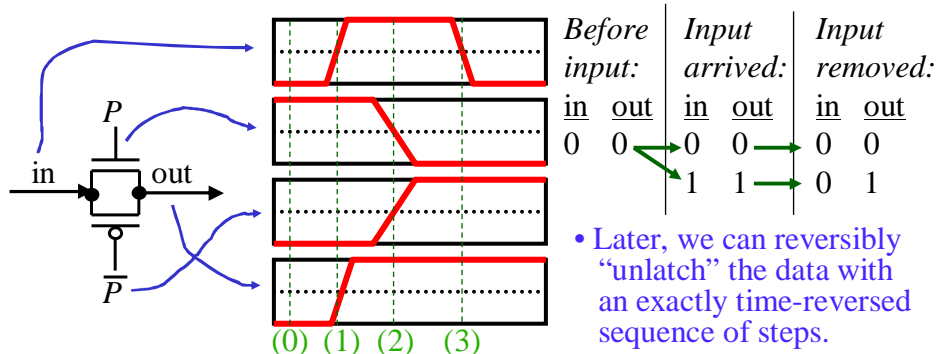 P
in
out
P̅
(0) (1) (2) (3)
Before input:
in out
0 0
Input arrived:
in out
0 0
1 1
Input removed:
in out
0 0
0 1
• Later, we can reversibly
“unlatch” the data with
an exactly time-reversed
sequence of steps.